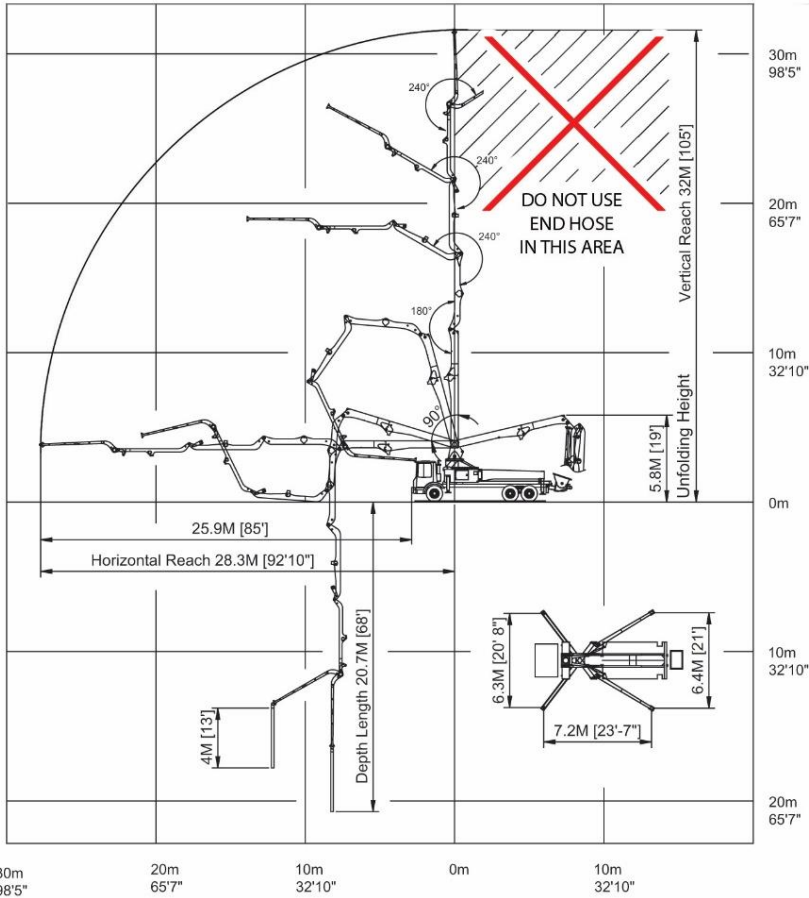 30m
98'5"
240°
240°
20m
65'7"
DO NOT USE
END HOSE
IN THIS AREA
Vertical Reach 32M [105']
240°
180°
10m
32'10"
90°
5.8M [19']
Unfolding Height
0m
25.9M [85']
Horizontal Reach 28.3M [92'10"]
Depth Length 20.7M [68']
4M [13']
6.3M [20' 8"]
6.4M [21']
7.2M [23'-7"]
10m
32'10"
20m
65'7"
20m
65'7"
10m
32'10"
0m
10m
32'10"